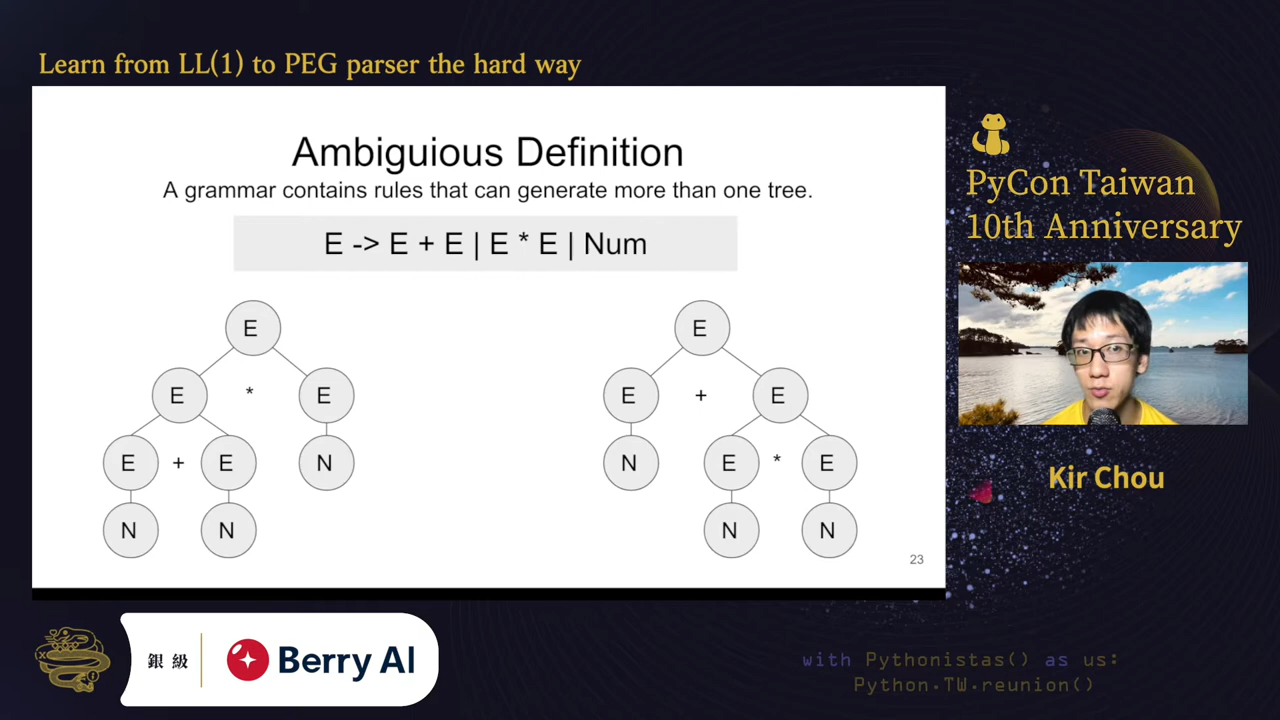 Learn from LL(1) to PEG parser the hard way
Ambiguious Definition
A grammar contains rules that can generate more than one tree.
E -> E + E | E * E | Num
E
E * E
E + E N
N N
E
E + E
N E * E
N N
23
PyCon Taiwan
10th Anniversary
Kir Chou
銀級
Berry AI
with Pythonistas() as us:
Python.TW.reunion()